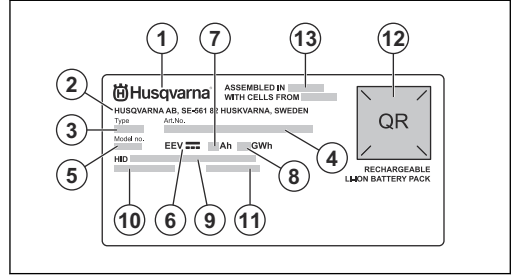 1
7
13
12
2
Husqvarna
ASSEMBLED IN
WITH CELLS FROM
HUSQVARNA AB, SE-561 82 HUSKVARNA, SWEDEN
Type
Art.No.
3
QR
Model no.
4
EEV Ah GWh
5
HID
RECHARGEABLE
LI-ION BATTERY PACK
10
6
9
11
8